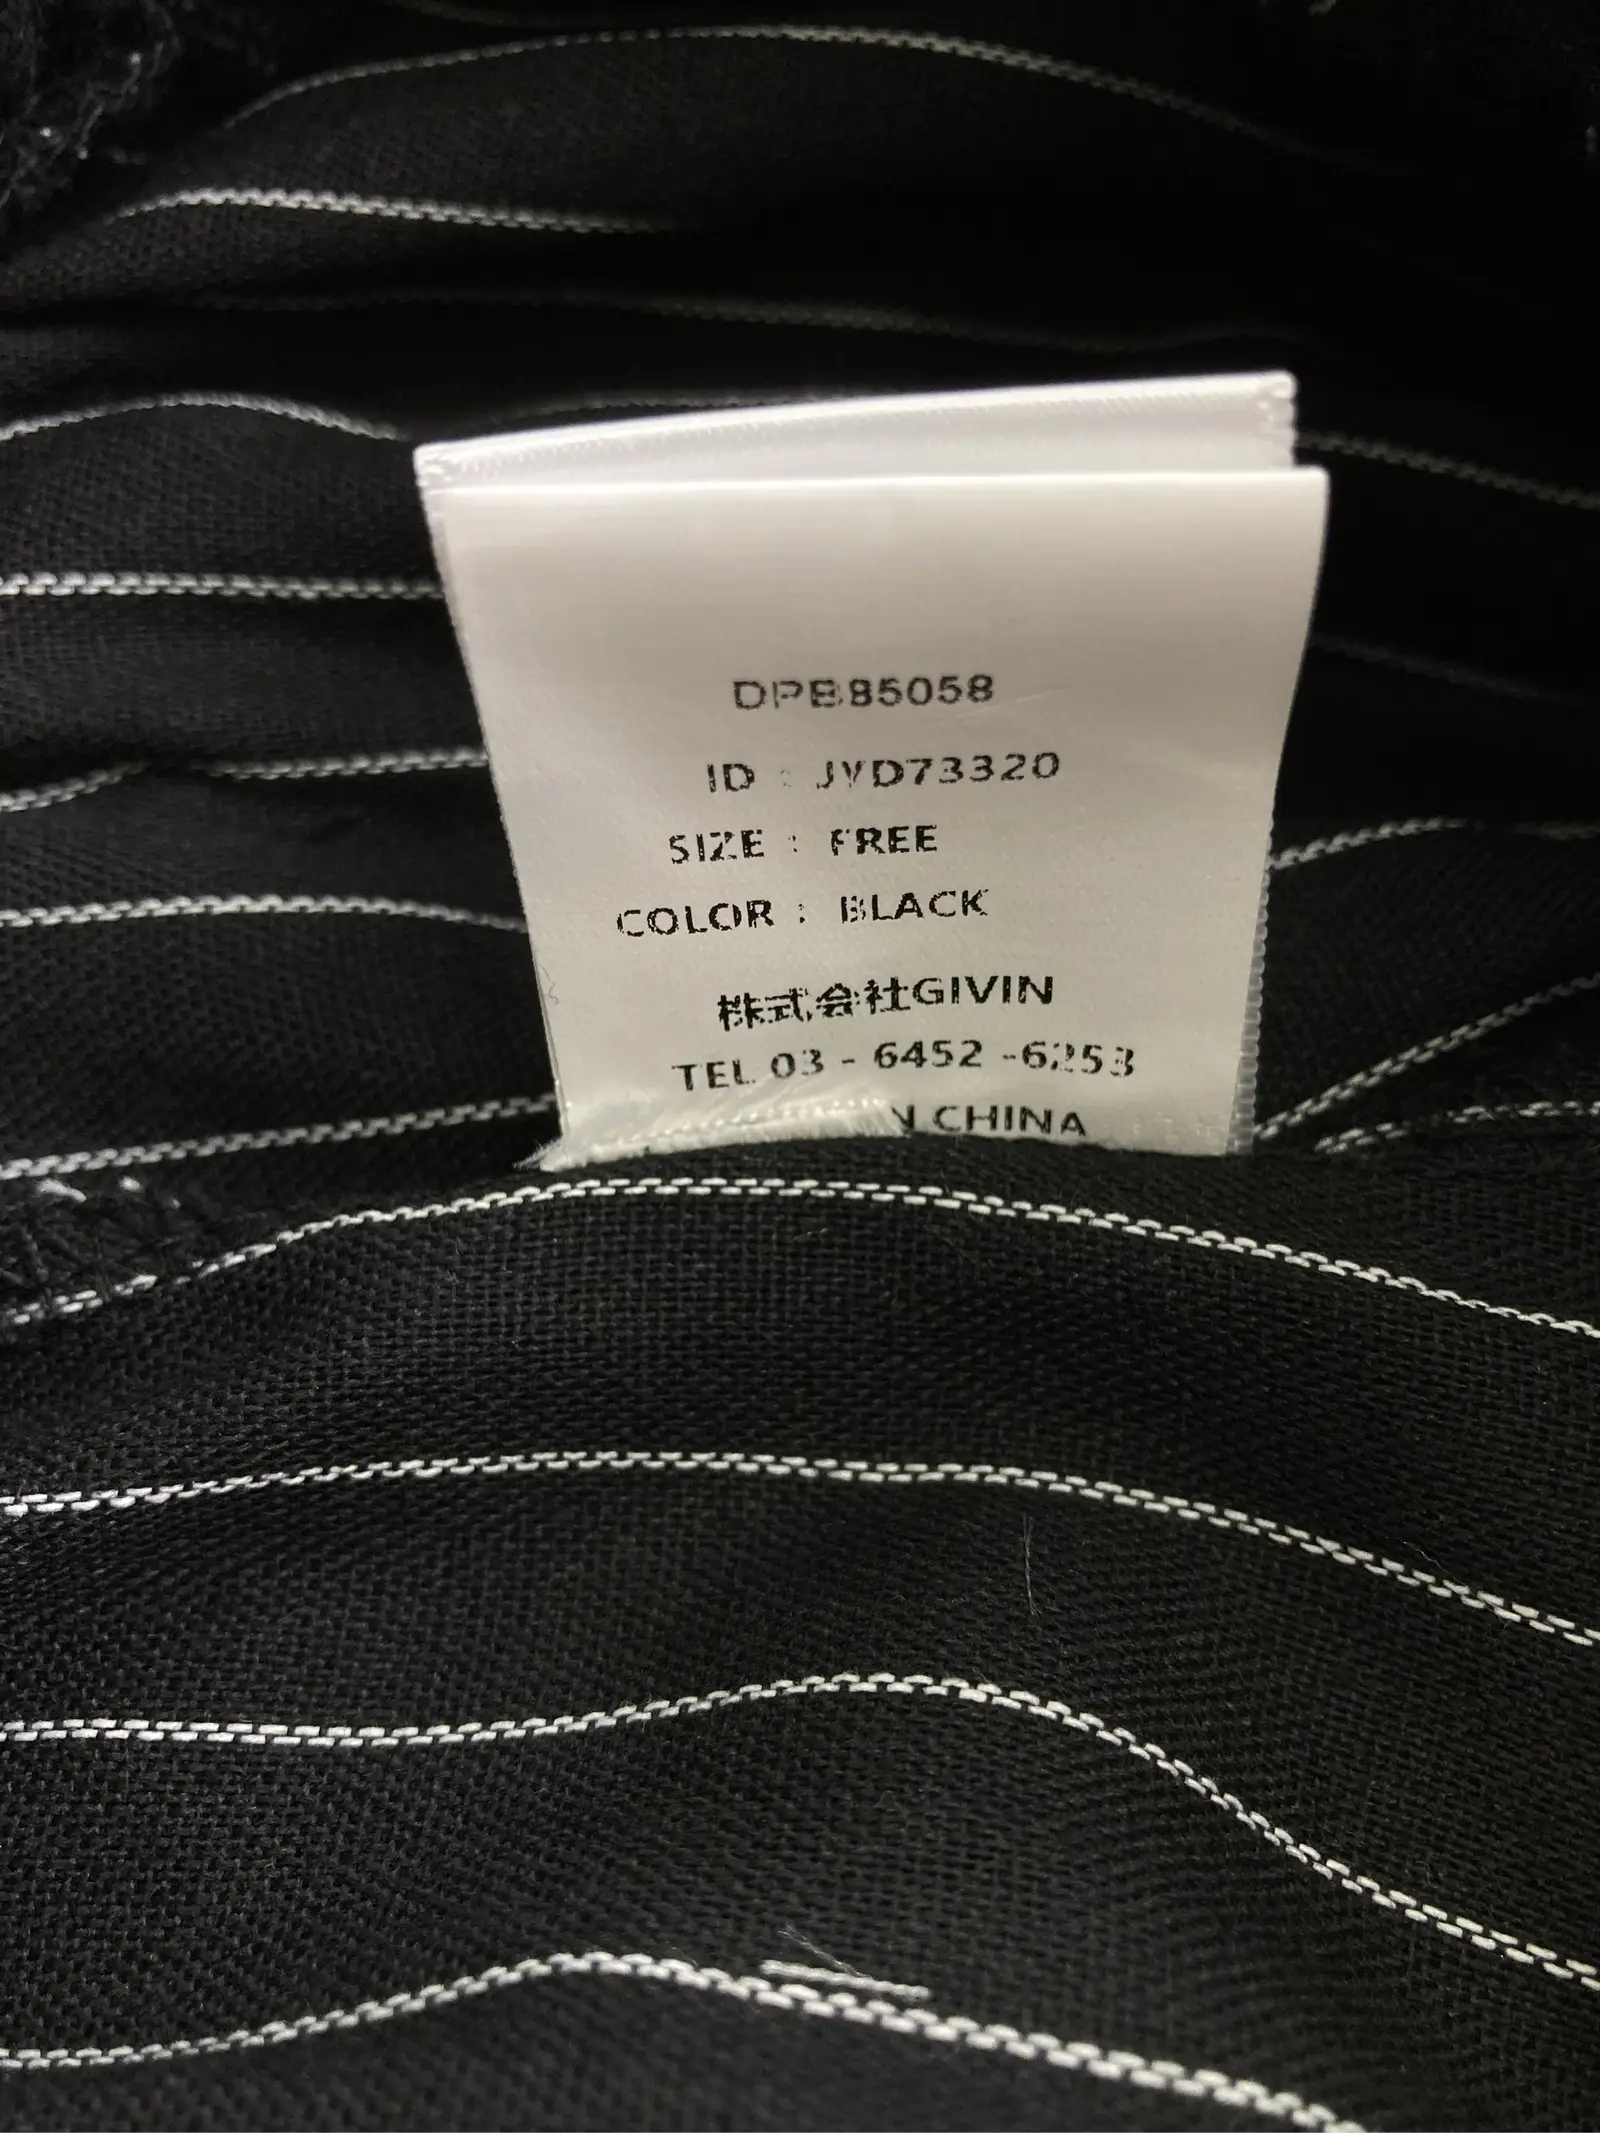 DPB85058
ID : JYD73320
SIZE : FREE
COLOR : BLACK
株式会社GIVIN
TEL 03 - 6452 -6253
N CHINA